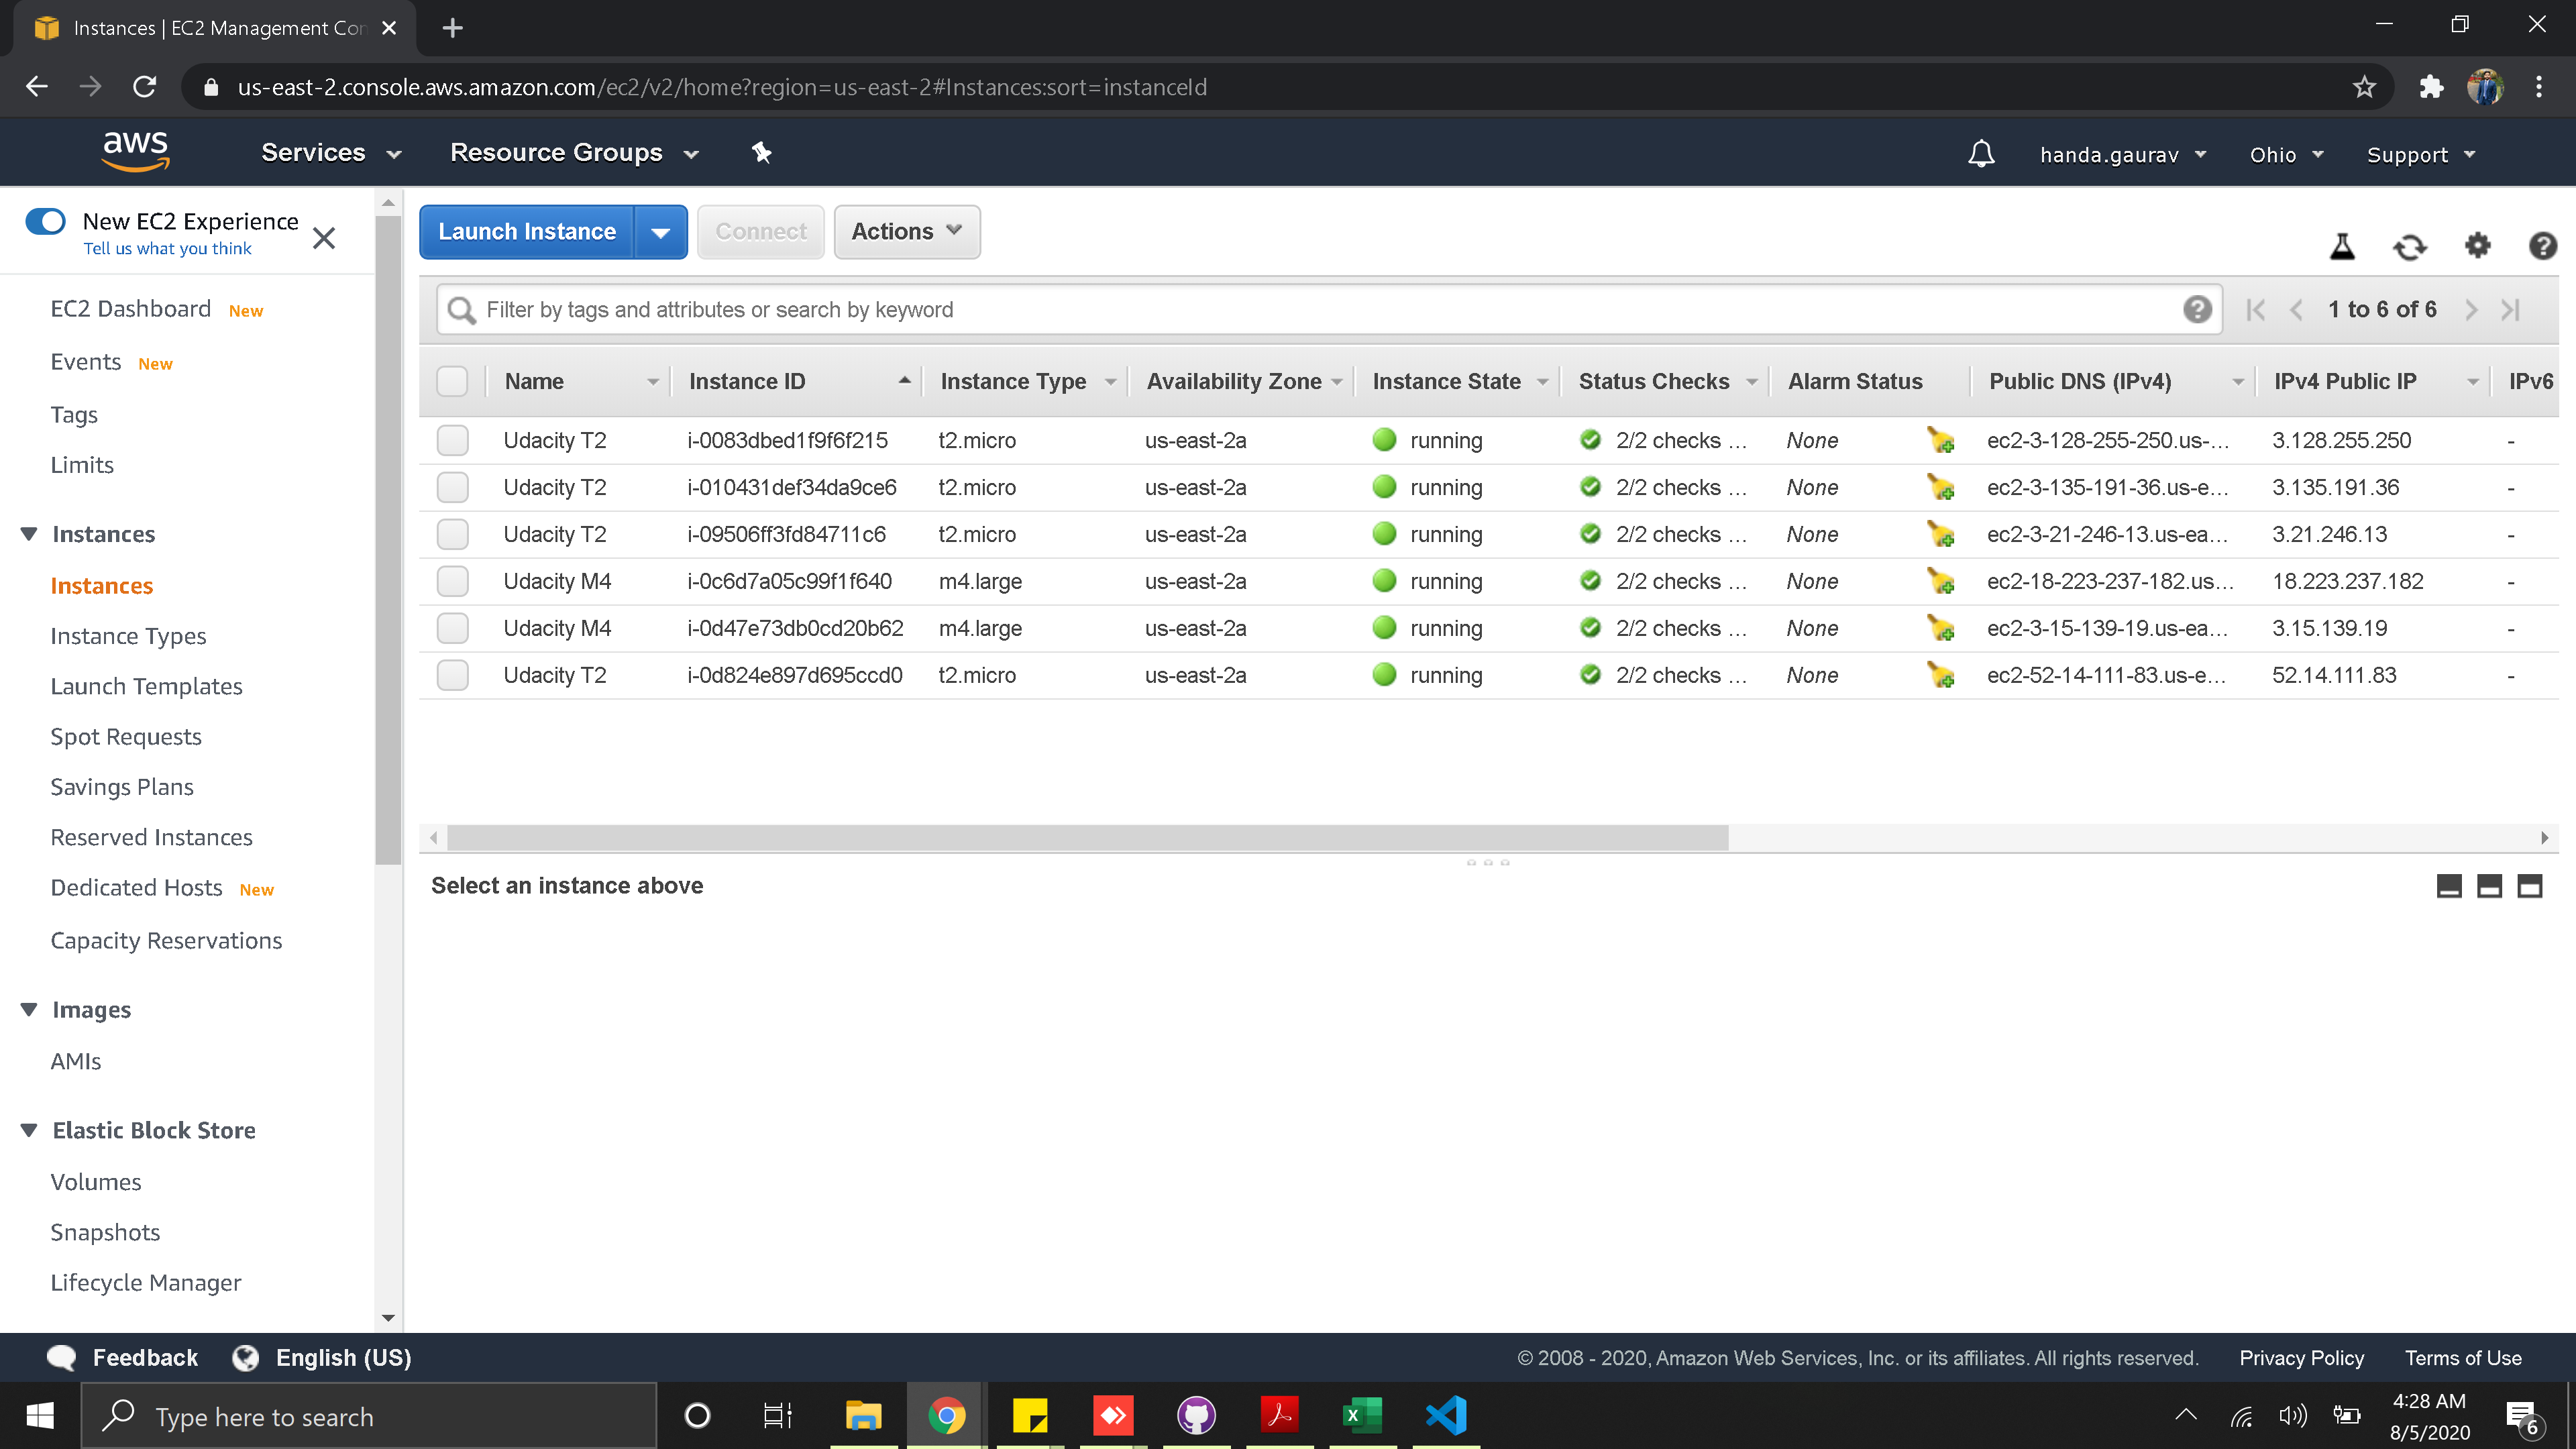 Instances | EC2 Management Con
us-east-2.console.aws.amazon.com/ec2/v2/home?region=us-east-2#Instances:sort=instanceId
aws Services Resource Groups handa.gaurav Ohio Support
New EC2 Experience
Tell us what you think
EC2 Dashboard New
Events New
Tags
Limits
Instances
Instances
Instance Types
Launch Templates
Spot Requests
Savings Plans
Reserved Instances
Dedicated Hosts New
Capacity Reservations
Images
AMIs
Elastic Block Store
Volumes
Snapshots
Lifecycle Manager
Launch Instance Connect Actions
Filter by tags and attributes or search by keyword 1 to 6 of 6
Name Instance ID Instance Type Availability Zone Instance State Status Checks Alarm Status Public DNS (IPv4) IPv4 Public IP IPv6
Udacity T2 i-0083dbed1f9f6f215 t2.micro us-east-2a running 2/2 checks ... None ec2-3-128-255-250.us-... 3.128.255.250 -
Udacity T2 i-010431def34da9ce6 t2.micro us-east-2a running 2/2 checks ... None ec2-3-135-191-36.us-e... 3.135.191.36 -
Udacity T2 i-09506ff3fd84711c6 t2.micro us-east-2a running 2/2 checks ... None ec2-3-21-246-13.us-ea... 3.21.246.13 -
Udacity M4 i-0c6d7a05c99f1f640 m4.large us-east-2a running 2/2 checks ... None ec2-18-223-237-182.us... 18.223.237.182 -
Udacity M4 i-0d47e73db0cd20b62 m4.large us-east-2a running 2/2 checks ... None ec2-3-15-139-19.us-ea... 3.15.139.19 -
Udacity T2 i-0d824e897d695ccd0 t2.micro us-east-2a running 2/2 checks ... None ec2-52-14-111-83.us-e... 52.14.111.83 -
Select an instance above
Feedback English (US) © 2008 - 2020, Amazon Web Services, Inc. or its affiliates. All rights reserved. Privacy Policy Terms of Use
Type here to search
4:28 AM
8/5/2020
6